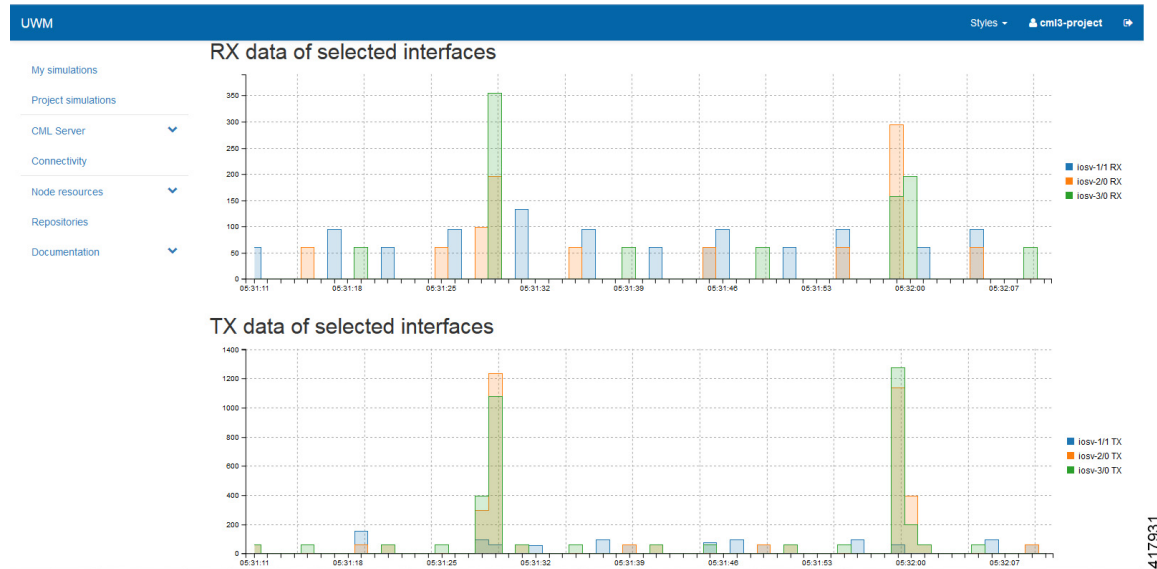 UWM
Styles
cml3-project
My simulations
Project simulations
CML Server
Connectivity
Node resources
Repositories
Documentation
RX data of selected interfaces
350
300
250
200
150
100
50
0
05:31:11 05:31:18 05:31:25 05:31:32 05:31:39 05:31:46 05:31:53 05:32:00 05:32:07
iosv-1/1 RX
iosv-2/0 RX
iosv-3/0 RX
TX data of selected interfaces
1400
1200
1000
800
600
400
200
0
05:31:11 05:31:18 05:31:25 05:31:32 05:31:39 05:31:46 05:31:53 05:32:00 05:32:07
iosv-1/1 TX
iosv-2/0 TX
iosv-3/0 TX
417931